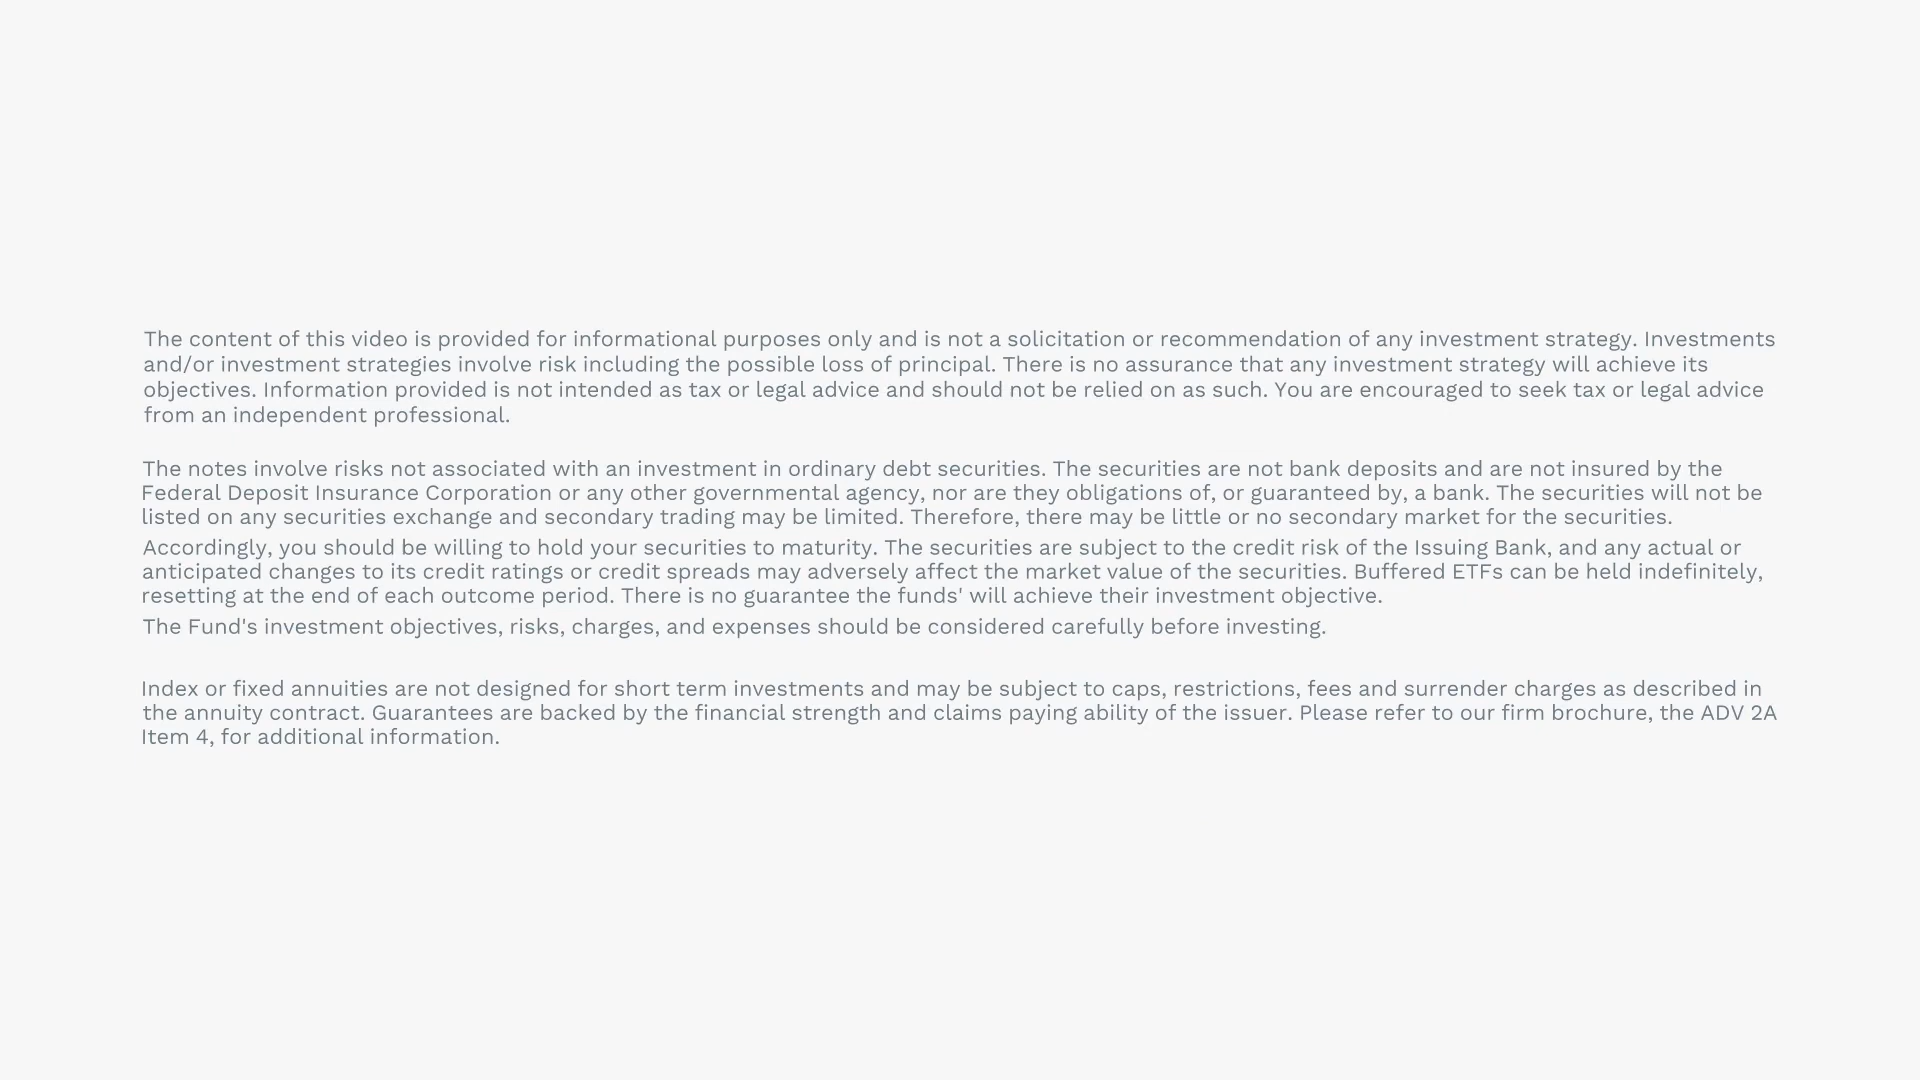 The content of this video is provided for informational purposes only and is not a solicitation or recommendation of any investment strategy. Investments
and/or investment strategies involve risk including the possible loss of principal. There is no assurance that any investment strategy will achieve its
objectives. Information provided is not intended as tax or legal advice and should not be relied on as such. You are encouraged to seek tax or legal advice
from an independent professional.
The notes involve risks not associated with an investment in ordinary debt securities. The securities are not bank deposits and are not insured by the
Federal Deposit Insurance Corporation or any other governmental agency, nor are they obligations of, or guaranteed by, a bank. The securities will not be
listed on any securities exchange and secondary trading may be limited. Therefore, there may be little or no secondary market for the securities.
Accordingly, you should be willing to hold your securities to maturity. The securities are subject to the credit risk of the Issuing Bank, and any actual or
anticipated changes to its credit ratings or credit spreads may adversely affect the market value of the securities. Buffered ETFs can be held indefinitely,
resetting at the end of each outcome period. There is no guarantee the funds' will achieve their investment objective.
The Fund's investment objectives, risks, charges, and expenses should be considered carefully before investing.
Index or fixed annuities are not designed for short term investments and may be subject to caps, restrictions, fees and surrender charges as described in
the annuity contract. Guarantees are backed by the financial strength and claims paying ability of the issuer. Please refer to our firm brochure, the ADV 2A
Item 4, for additional information.